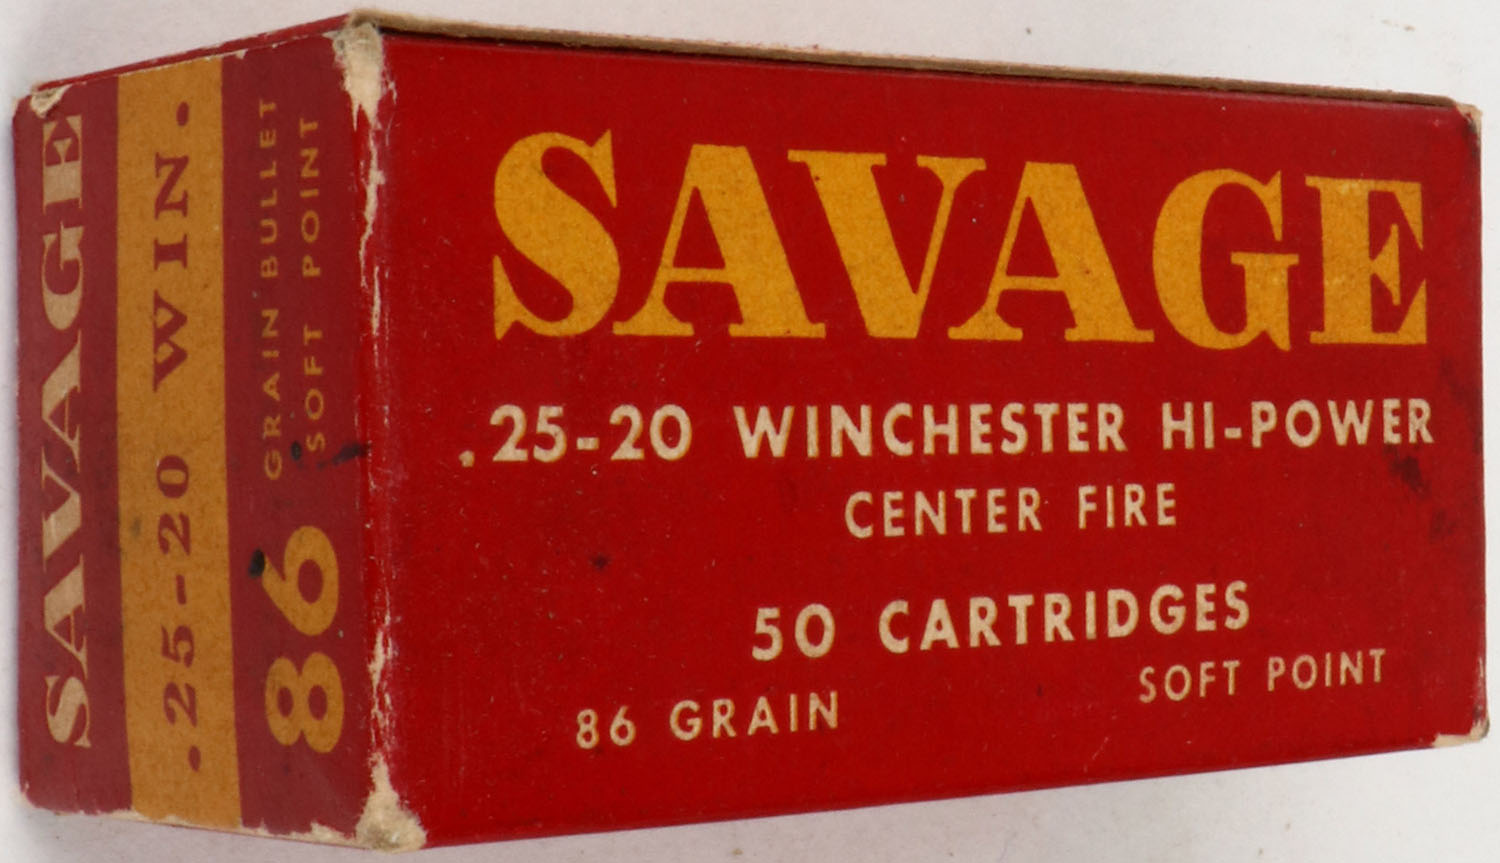 SAVAGE
.25-20 WIN.
86 GRAIN BULLET
SOFT POINT
SAVAGE
.25-20 WINCHESTER HI-POWER
CENTER FIRE
50 CARTRIDGES
86 GRAIN
SOFT POINT